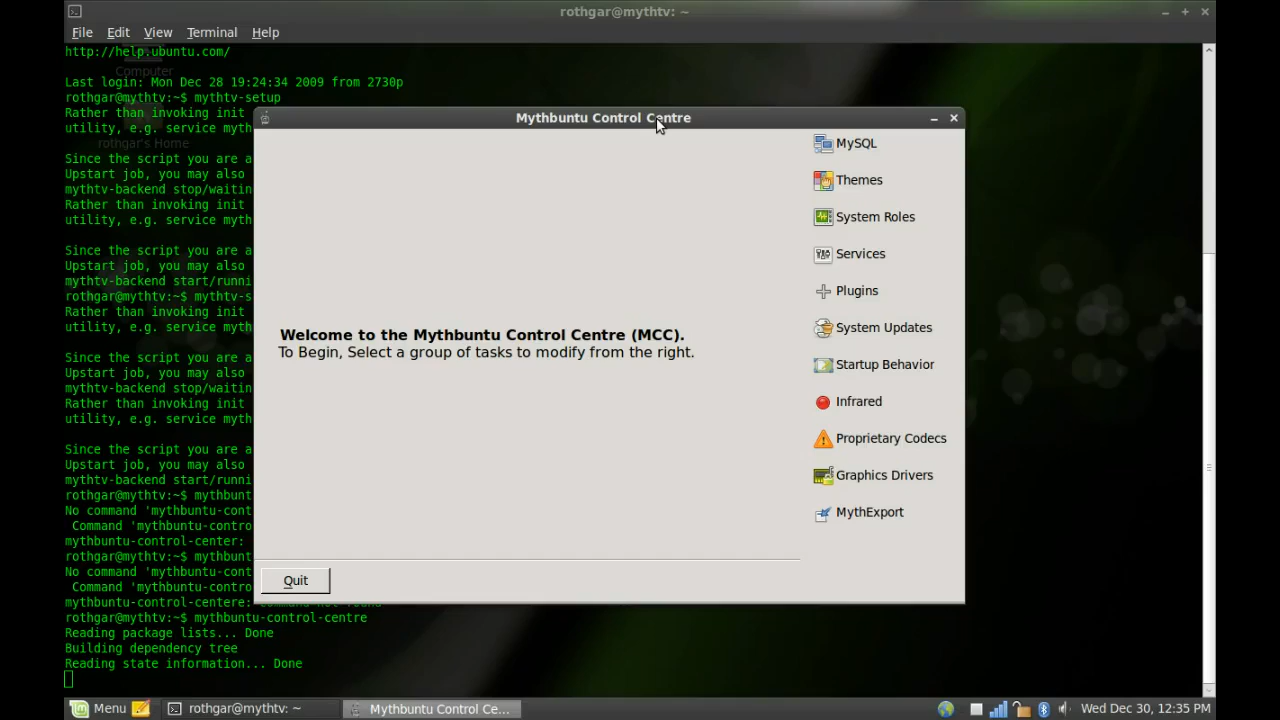 rothgar@mythtv: ~
File Edit View Terminal Help
http://help.ubuntu.com/
Computer
Last login: Mon Dec 28 19:24:34 2009 from 2730p
rothgar@mythtv:~$ mythtv-setup
Rather than invoking init
utility, e.g. service myth
rothgar's Home
Since the script you are a
Upstart job, you may also
mythtv-backend stop/waitin
Rather than invoking init
utility, e.g. service myth
Since the script you are a
Upstart job, you may also
mythtv-backend start/runni
rothgar@mythtv:~$ mythtv-s
Rather than invoking init
utility, e.g. service myth
Since the script you are a
Upstart job, you may also
mythtv-backend stop/waitin
Rather than invoking init
utility, e.g. service myth
Since the script you are a
Upstart job, you may also
mythtv-backend start/runni
rothgar@mythtv:~$ mythbunt
No command 'mythbuntu-cont
Command 'mythbuntu-contro
mythbuntu-control-center:
rothgar@mythtv:~$ mythbunt
No command 'mythbuntu-cont
Command 'mythbuntu-contro
mythbuntu-control-centere: command not found
rothgar@mythtv:~$ mythbuntu-control-centre
Reading package lists... Done
Building dependency tree
Reading state information... Done
Mythbuntu Control Centre
Welcome to the Mythbuntu Control Centre (MCC).
To Begin, Select a group of tasks to modify from the right.
MySQL
Themes
System Roles
Services
Plugins
System Updates
Startup Behavior
Infrared
Proprietary Codecs
Graphics Drivers
MythExport
Quit
Menu
rothgar@mythtv: ~
Mythbuntu Control Ce...
Wed Dec 30, 12:35 PM